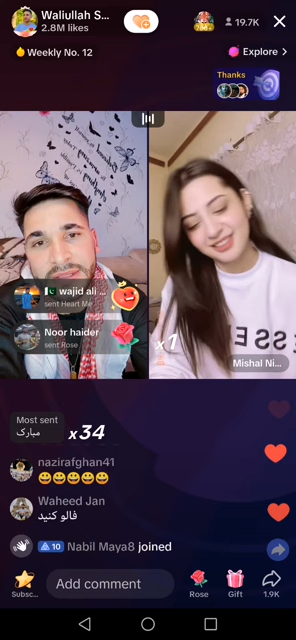 Waliullah S...
2.8M likes
19.7K
Weekly No. 12
Explore >
Thanks
wajid ali ...
sent Heart Me
Noor haider
sent Rose
x1
Mishal Ni...
Most sent
مبارک
x34
nazirafghan41
😀😀😀😀😀
Waheed Jan
فالو کنید
10 Nabil Maya8 joined
Subsc...
Add comment
Rose
Gift
1.9K